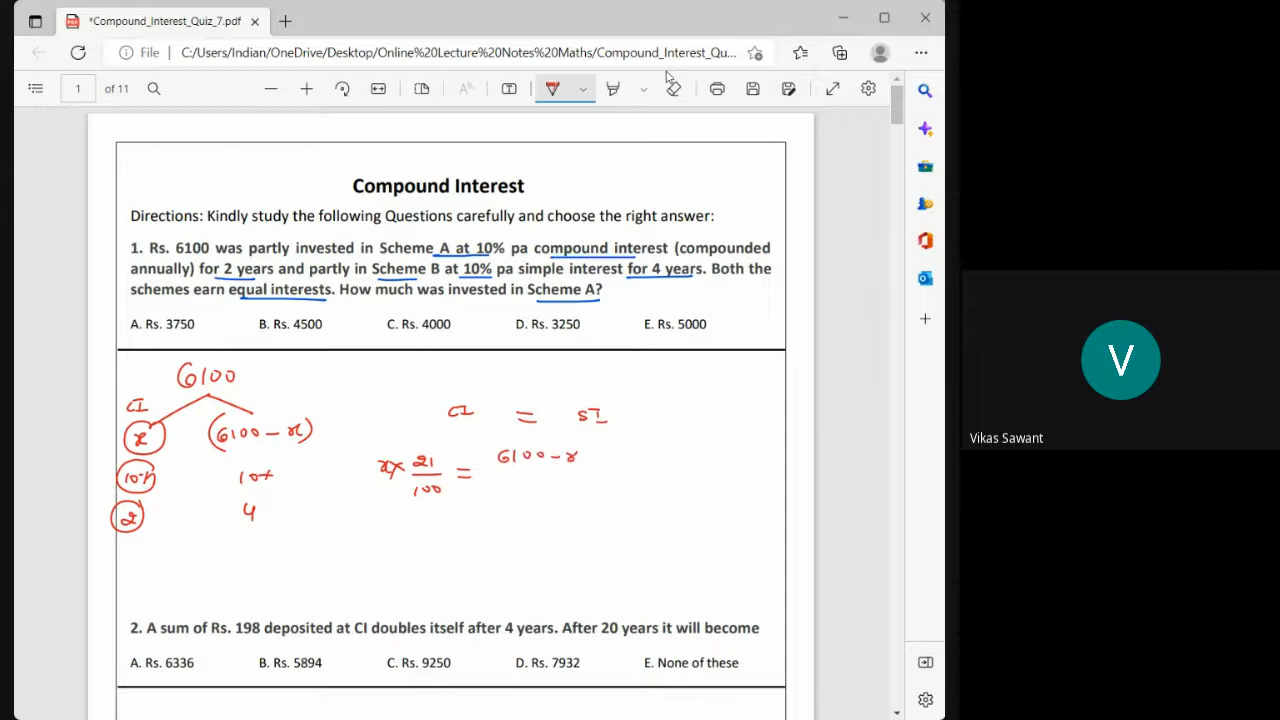 *Compound_Interest_Quiz_7.pdf
File C:/Users/Indian/OneDrive/Desktop/Online%20Lecture%20Notes%20Maths/Compound_Interest_Qu...
1 of 11
Compound Interest
Directions: Kindly study the following Questions carefully and choose the right answer:
1. Rs. 6100 was partly invested in Scheme A at 10% pa compound interest (compounded
annually) for 2 years and partly in Scheme B at 10% pa simple interest for 4 years. Both the
schemes earn equal interests. How much was invested in Scheme A?
A. Rs. 3750 B. Rs. 4500 C. Rs. 4000 D. Rs. 3250 E. Rs. 5000
6100
CI
x (6100 - x)
10% 10%
2 4
CI = SI
x × 21/100 = 6100 - x
2. A sum of Rs. 198 deposited at CI doubles itself after 4 years. After 20 years it will become
A. Rs. 6336 B. Rs. 5894 C. Rs. 9250 D. Rs. 7932 E. None of these
V
Vikas Sawant